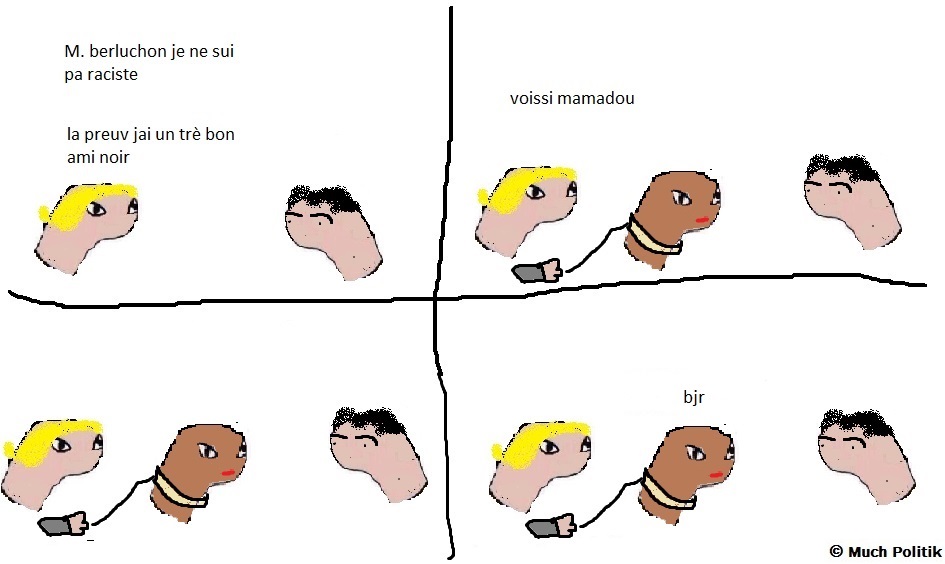 M. berluchon je ne sui
pa raciste
la preuv jai un trè bon
ami noir
voissi mamadou
bjr
© Much Politik